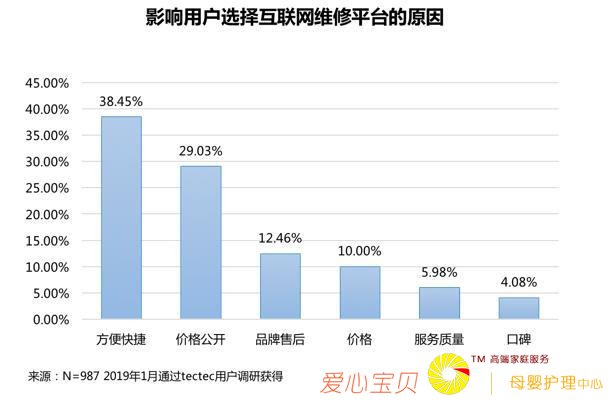 影响用户选择互联网维修平台的原因
45.00%
40.00%
35.00%
30.00%
25.00%
20.00%
15.00%
10.00%
5.00%
0.00%
38.45%
29.03%
12.46%
10.00%
5.98%
4.08%
方便快捷 价格公开 品牌售后 价格 服务质量 口碑
来源：N=987 2019年1月通过tectec用户调研获得
爱心宝贝
TM 高端家庭服务
母婴护理中心